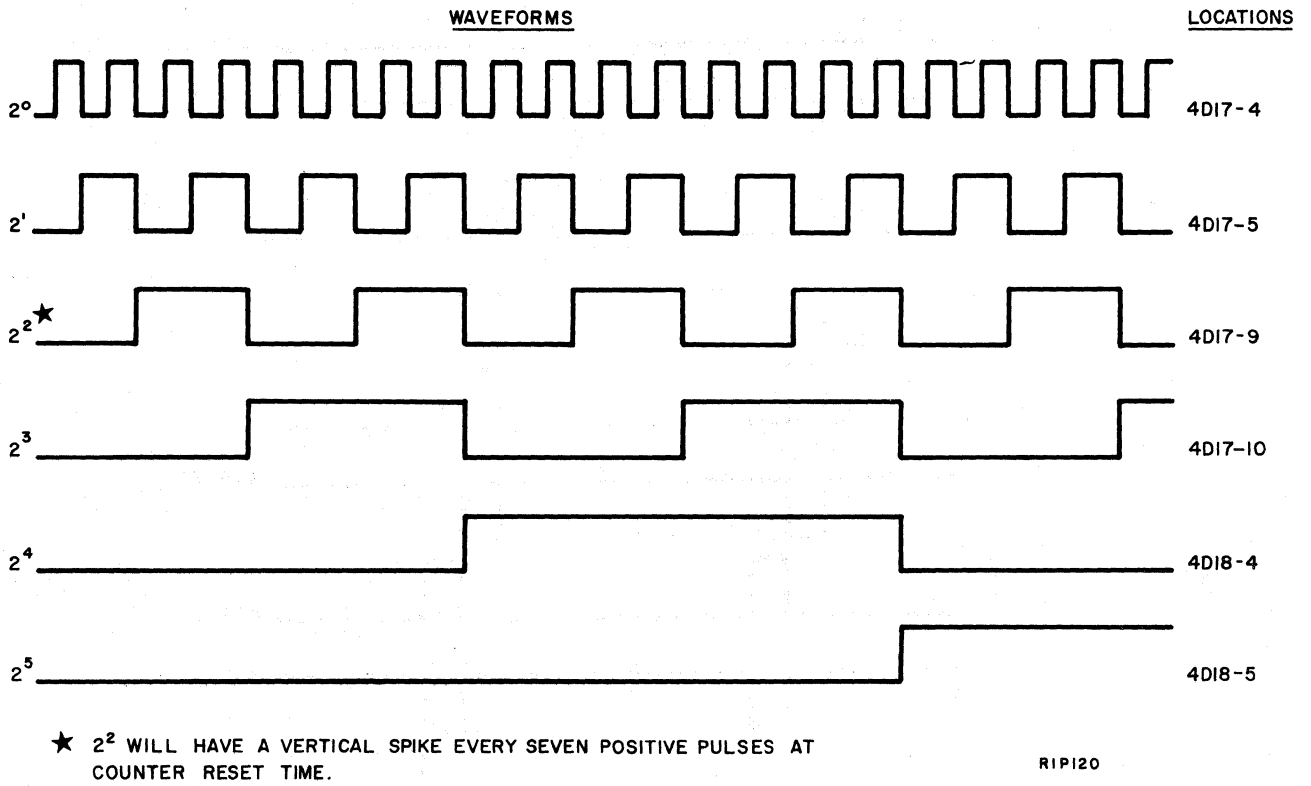 WAVEFORMS LOCATIONS
2⁰ 4D17-4
2¹ 4D17-5
2² ★ 4D17-9
2³ 4D17-10
2⁴ 4D18-4
2⁵ 4D18-5
★ 2² WILL HAVE A VERTICAL SPIKE EVERY SEVEN POSITIVE PULSES AT
COUNTER RESET TIME.
R1P120